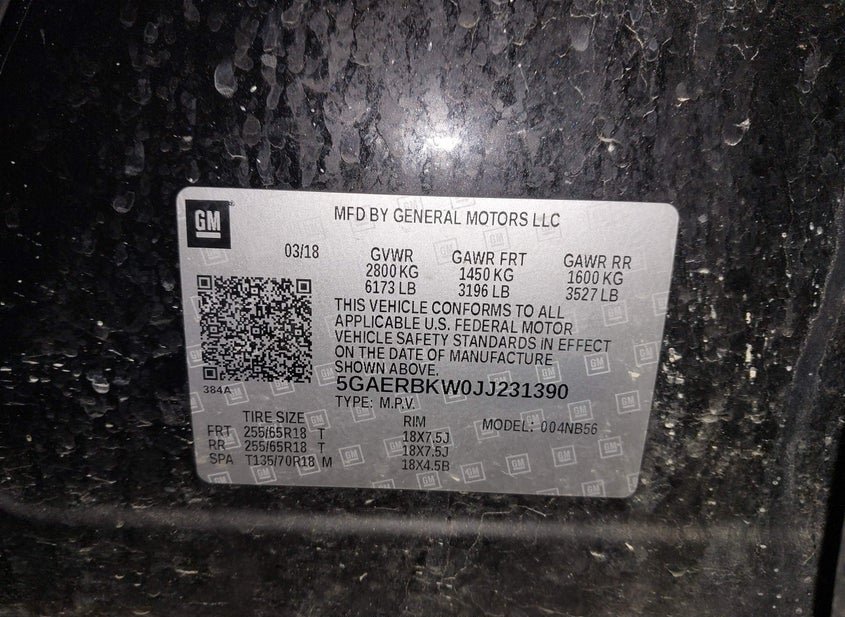 GM
MFD BY GENERAL MOTORS LLC
03/18 GVWR GAWR FRT GAWR RR
2800 KG 1450 KG 1600 KG
6173 LB 3196 LB 3527 LB
THIS VEHICLE CONFORMS TO ALL
APPLICABLE U.S. FEDERAL MOTOR
VEHICLE SAFETY STANDARDS IN EFFECT
ON THE DATE OF MANUFACTURE
SHOWN ABOVE.
384A
5GAERBKW0JJ231390
TYPE: M.P.V.
TIRE SIZE RIM MODEL: 004NB56
FRT 255/65R18 T 18X7.5J
RR 255/65R18 T 18X7.5J
SPA T135/70R18 M 18X4.5B